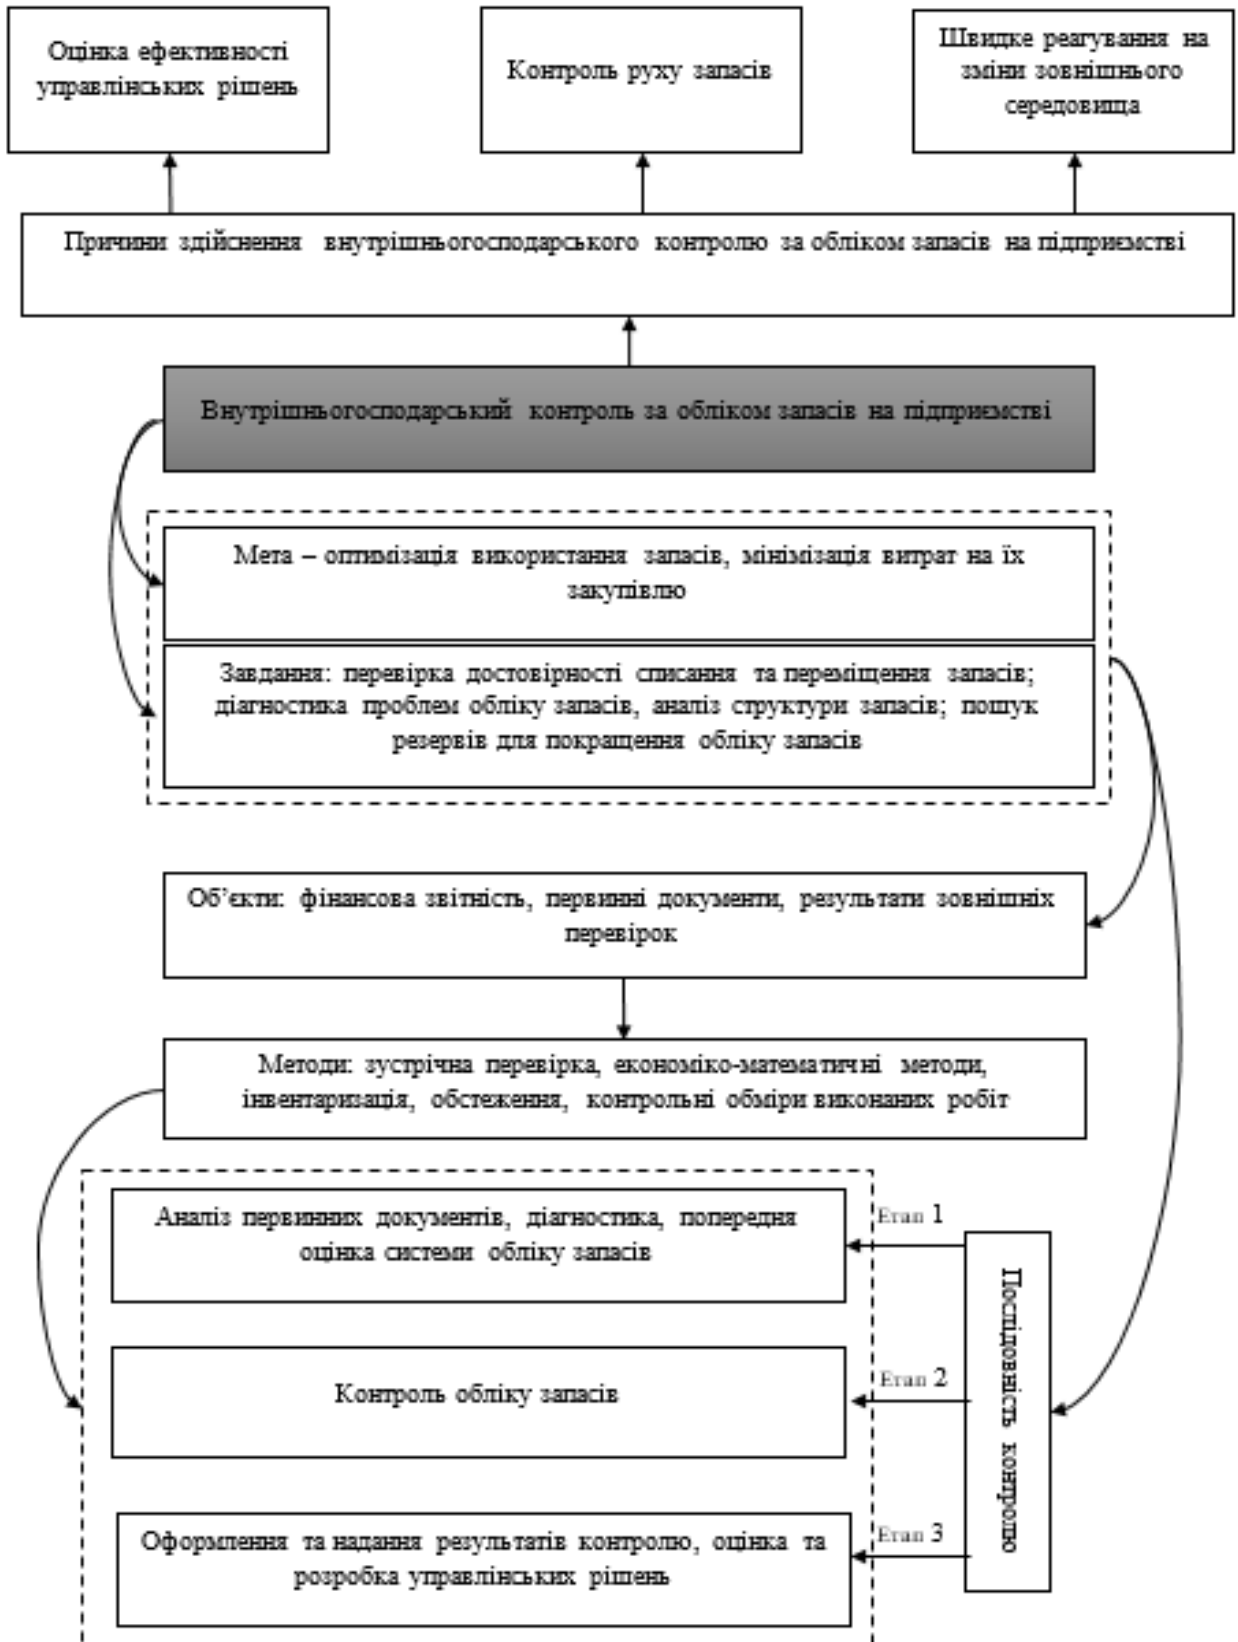 Оцінка ефективності
управлінських рішень
Контроль руху запасів
Швидке реагування на
зміни зовнішнього
середовища
Причини здійснення внутрішньогосподарського контролю за обліком запасів на підприємстві
Внутрішньогосподарський контроль за обліком запасів на підприємстві
Мета – оптимізація використання запасів, мінімізація витрат на їх
закупівлю
Завдання: перевірка достовірності списання та переміщення запасів;
діагностика проблем обліку запасів, аналіз структури запасів; пошук
резервів для покращення обліку запасів
Об’єкти: фінансова звітність, первинні документи, результати зовнішніх
перевірок
Методи: зустрічна перевірка, економіко-математичні методи,
інвентаризація, обстеження, контрольні обміри виконаних робіт
Аналіз первинних документів, діагностика, попередня
оцінка системи обліку запасів
Етап 1
Контроль обліку запасів
Етап 2
Оформлення та надання результатів контролю, оцінка та
розробка управлінських рішень
Етап 3
Послідовність контролю